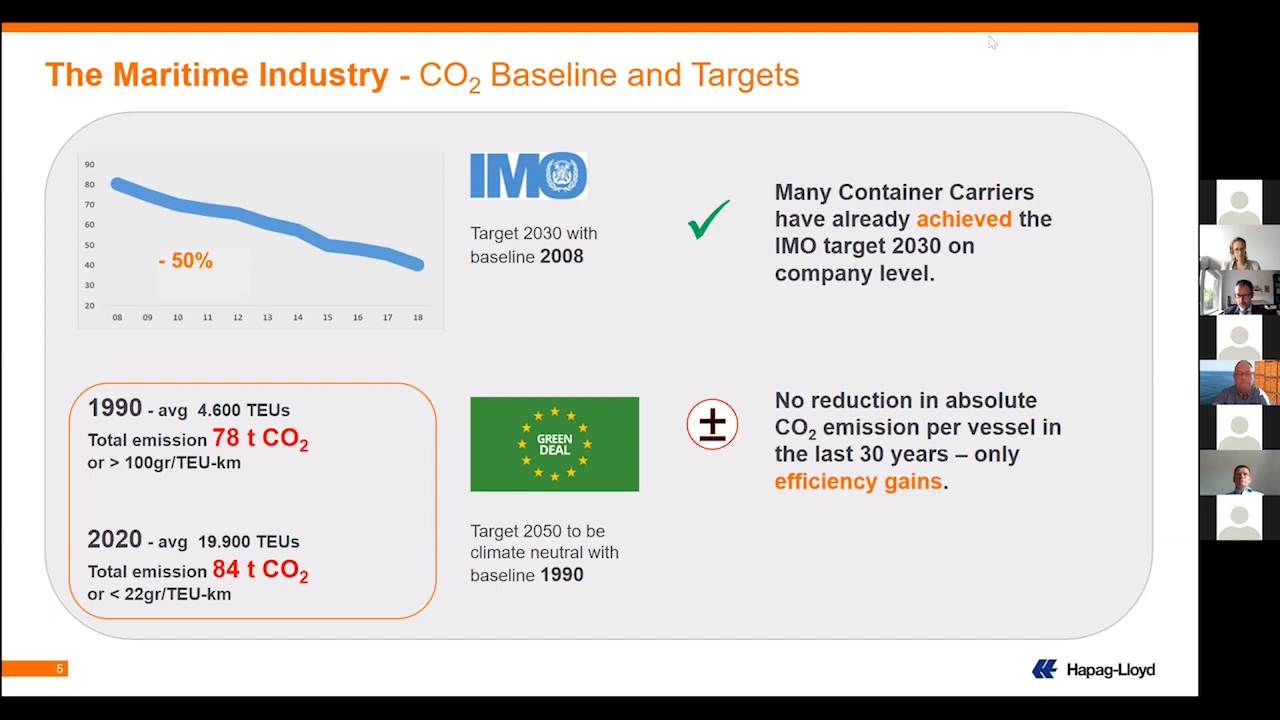 The Maritime Industry - CO2 Baseline and Targets
90
80
70
60
50
40
30
20
- 50%
08 09 10 11 12 13 14 15 16 17 18
IMO
Target 2030 with
baseline 2008
Many Container Carriers
have already achieved the
IMO target 2030 on
company level.
1990 - avg 4.600 TEUs
Total emission 78 t CO2
or > 100gr/TEU-km
2020 - avg 19.900 TEUs
Total emission 84 t CO2
or < 22gr/TEU-km
GREEN
DEAL
Target 2050 to be
climate neutral with
baseline 1990
±
No reduction in absolute
CO2 emission per vessel in
the last 30 years – only
efficiency gains.
5
Hapag-Lloyd